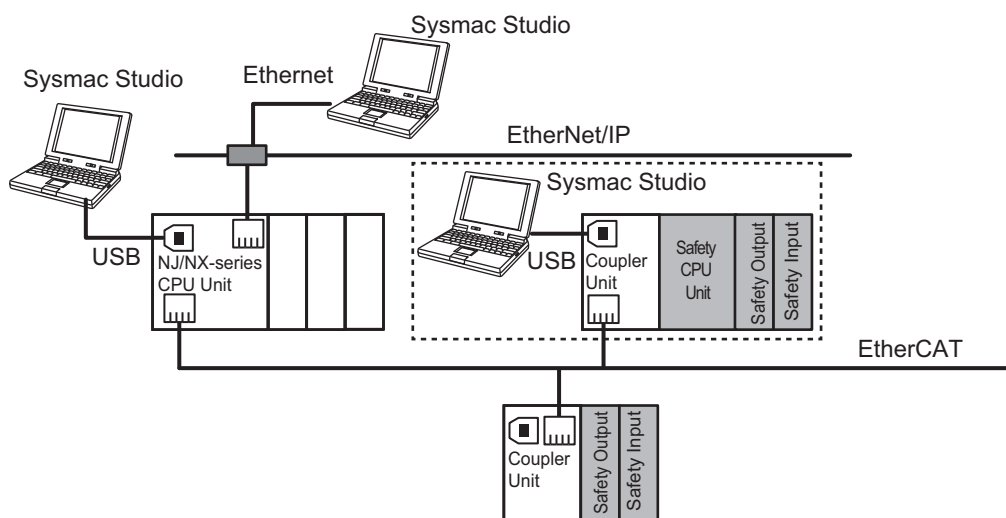 Sysmac Studio
Sysmac Studio
Ethernet
EtherNet/IP
Sysmac Studio
USB
NJ/NX-series
CPU Unit
USB
Coupler
Unit
Safety
CPU
Unit
Safety Output
Safety Input
EtherCAT
Coupler
Unit
Safety Output
Safety Input